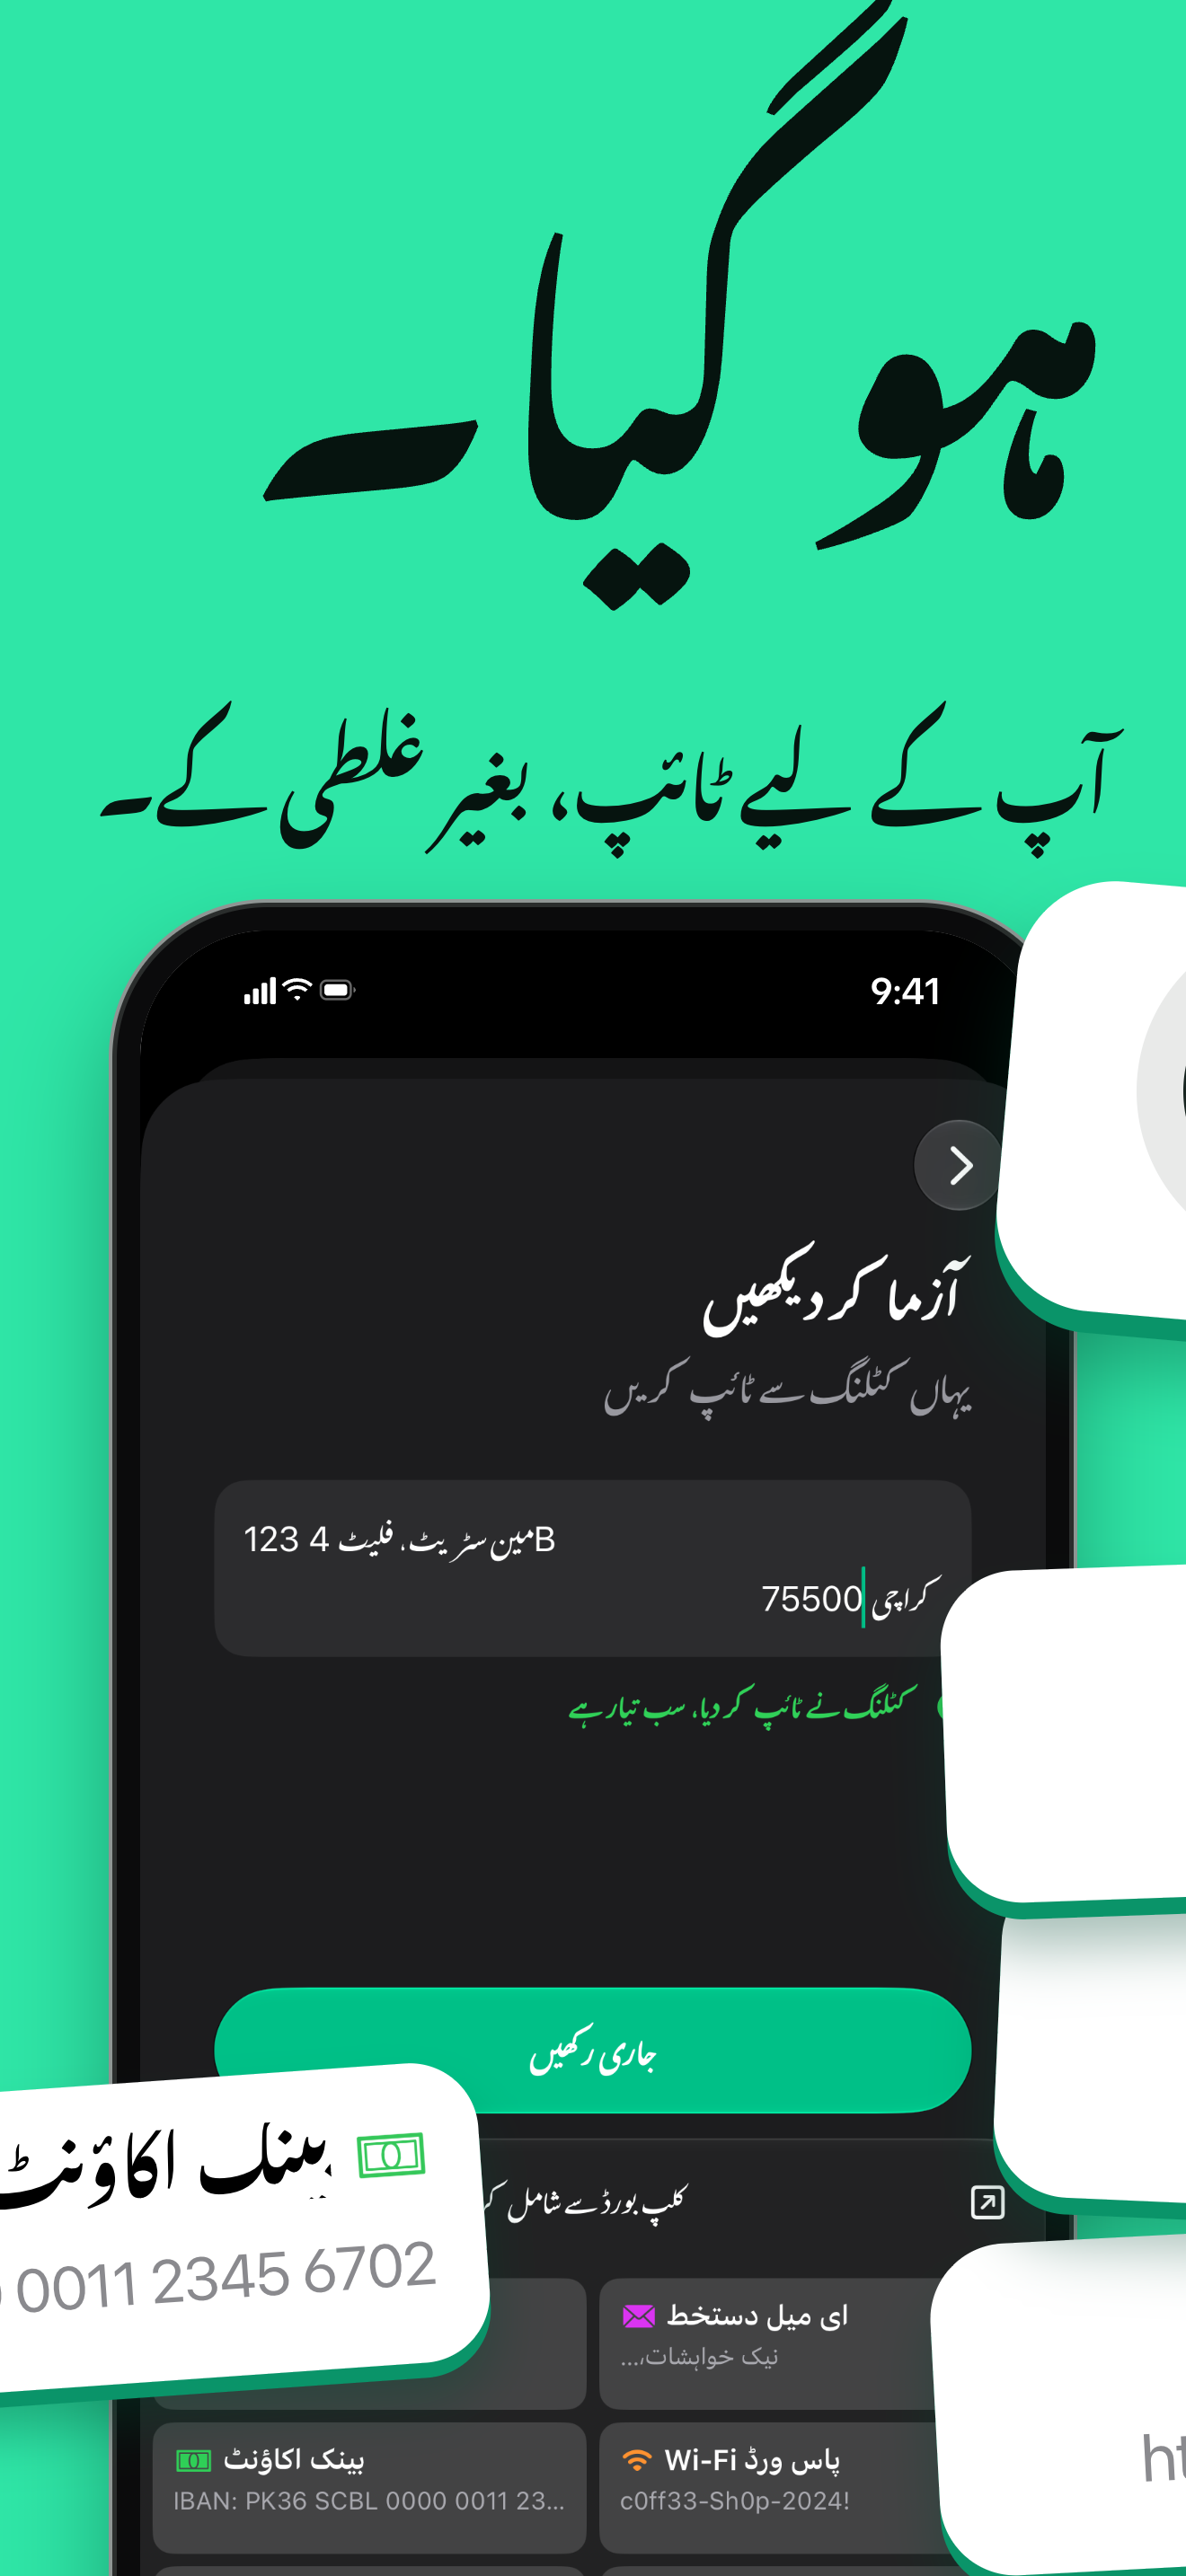 ہو گیا۔
آپ کے لیے ٹائپ، بغیر غلطی کے۔
9:41
آزما کر دیکھیں
یہاں کٹلنگ سے ٹائپ کریں
123 مین سٹریٹ، فلیٹ 4B
کراچی 75500
کٹلنگ نے ٹائپ کر دیا، سب تیار ہے
جاری رکھیں
بینک اکاؤنٹ
0011 2345 6702
کلپ بورڈ سے شامل
ای میل دستخط
نیک خواہشات،...
پاس ورڈ Wi-Fi
c0ff33-Sh0p-2024!
بینک اکاؤنٹ
IBAN: PK36 SCBL 0000 0011 23...